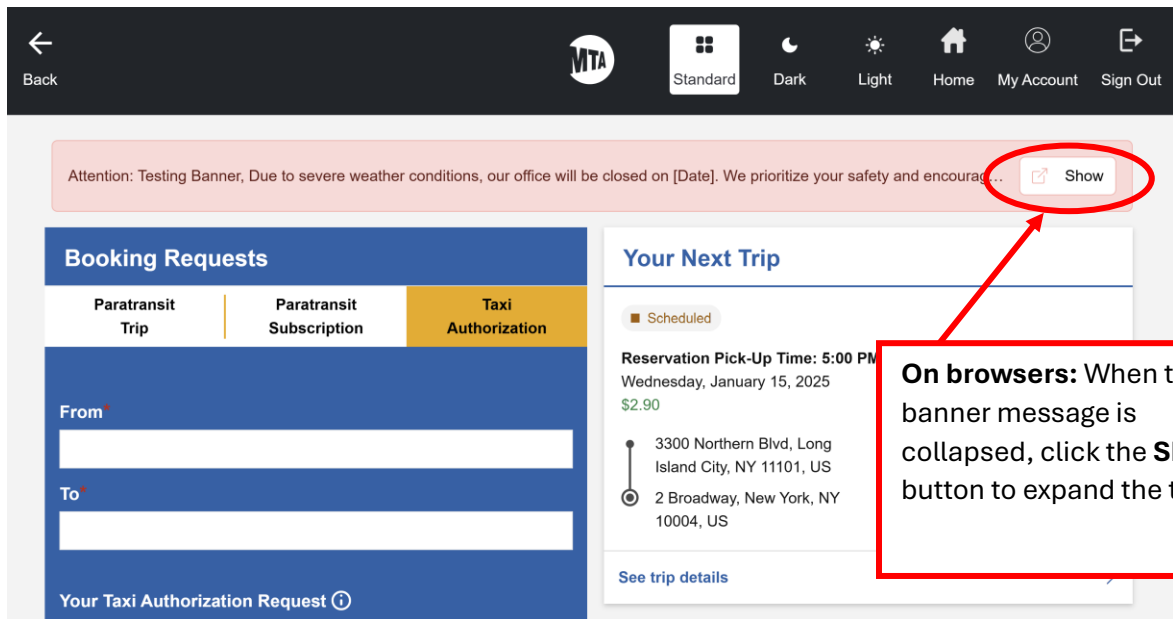 Back
MTA
Standard
Dark
Light
Home
My Account
Sign Out
Attention: Testing Banner, Due to severe weather conditions, our office will be closed on [Date]. We prioritize your safety and encourag... Show
Booking Requests
Paratransit
Trip
Paratransit
Subscription
Taxi
Authorization
From*
To*
Your Taxi Authorization Request
Your Next Trip
Scheduled
Reservation Pick-Up Time: 5:00 PM
Wednesday, January 15, 2025
$2.90
3300 Northern Blvd, Long
Island City, NY 11101, US
2 Broadway, New York, NY
10004, US
See trip details
On browsers: When
banner message is
collapsed, click the
button to expand the